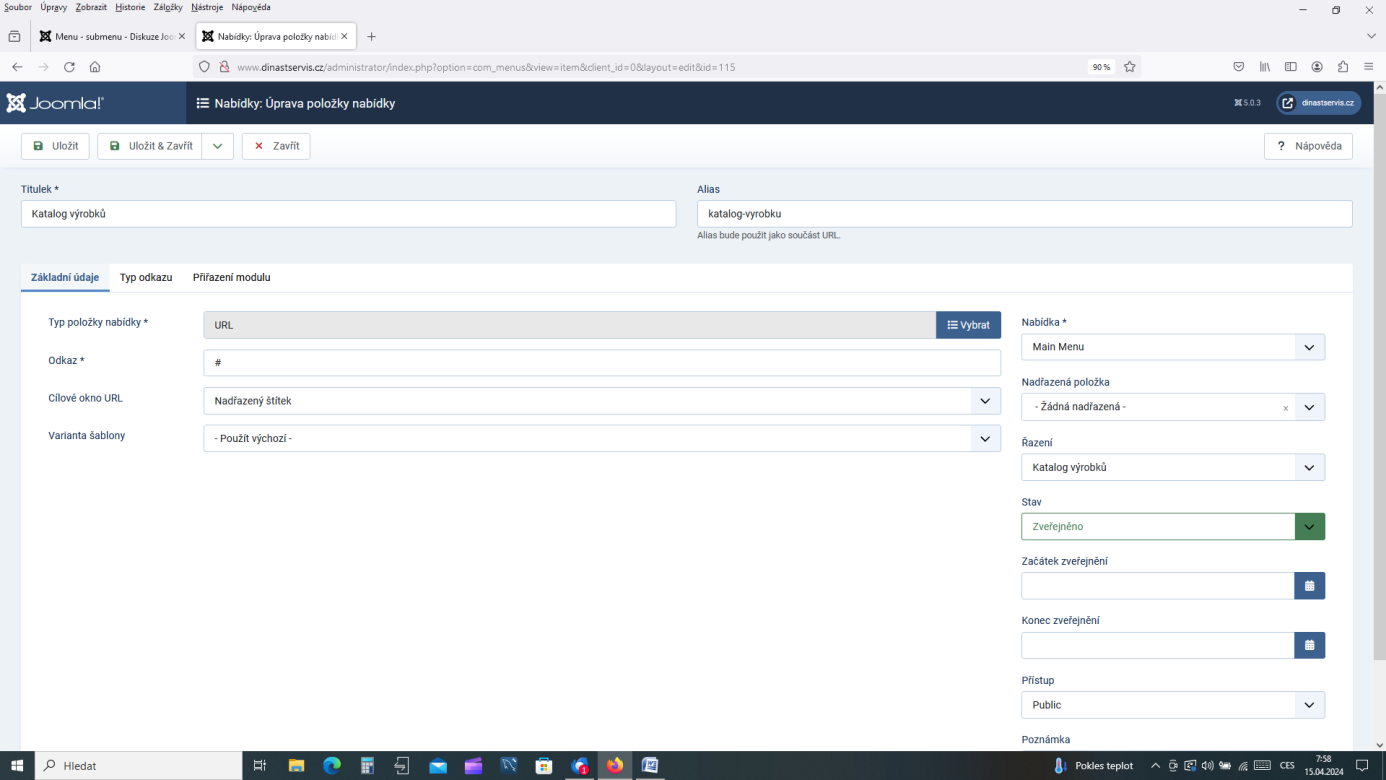 Soubor Úpravy Zobrazit Historie Záložky Nástroje Nápověda
Menu - submenu - Diskuze Joo
Nabídky: Úprava položky nabídk
www.dinastservis.cz/administrator/index.php?option=com_menus&view=item&client_id=0&layout=edit&id=115
90 %
Joomla!
Nabídky: Úprava položky nabídky
5.0.3
dinastservis.cz
Uložit
Uložit & Zavřít
Zavřít
? Nápověda
Titulek *
Alias
Katalog výrobků
katalog-vyrobku
Alias bude použit jako součást URL.
Základní údaje
Typ odkazu
Přiřazení modulu
Typ položky nabídky *
URL
Vybrat
Odkaz *
#
Cílové okno URL
Nadřazený štítek
Varianta šablony
- Použít výchozí -
Nabídka *
Main Menu
Nadřazená položka
- Žádná nadřazená -
Řazení
Katalog výrobků
Stav
Zveřejněno
Začátek zveřejnění
Konec zveřejnění
Přístup
Public
Poznámka
Hledat
1
Pokles teplot
CES
7:58
15.04.2024